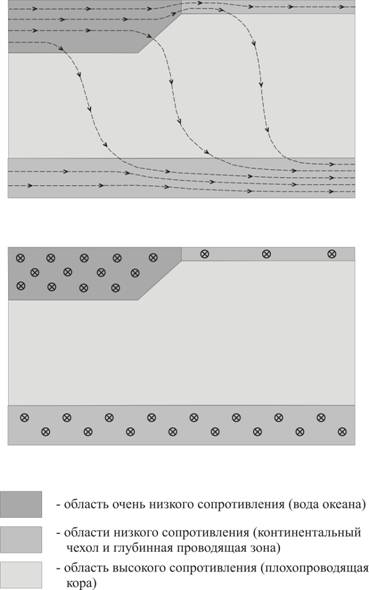 - область очень низкого сопротивления (вода океана)
- области низкого сопротивления (континентальный
чехол и глубинная проводящая зона)
- область высокого сопротивления (плохопроводящая
кора)